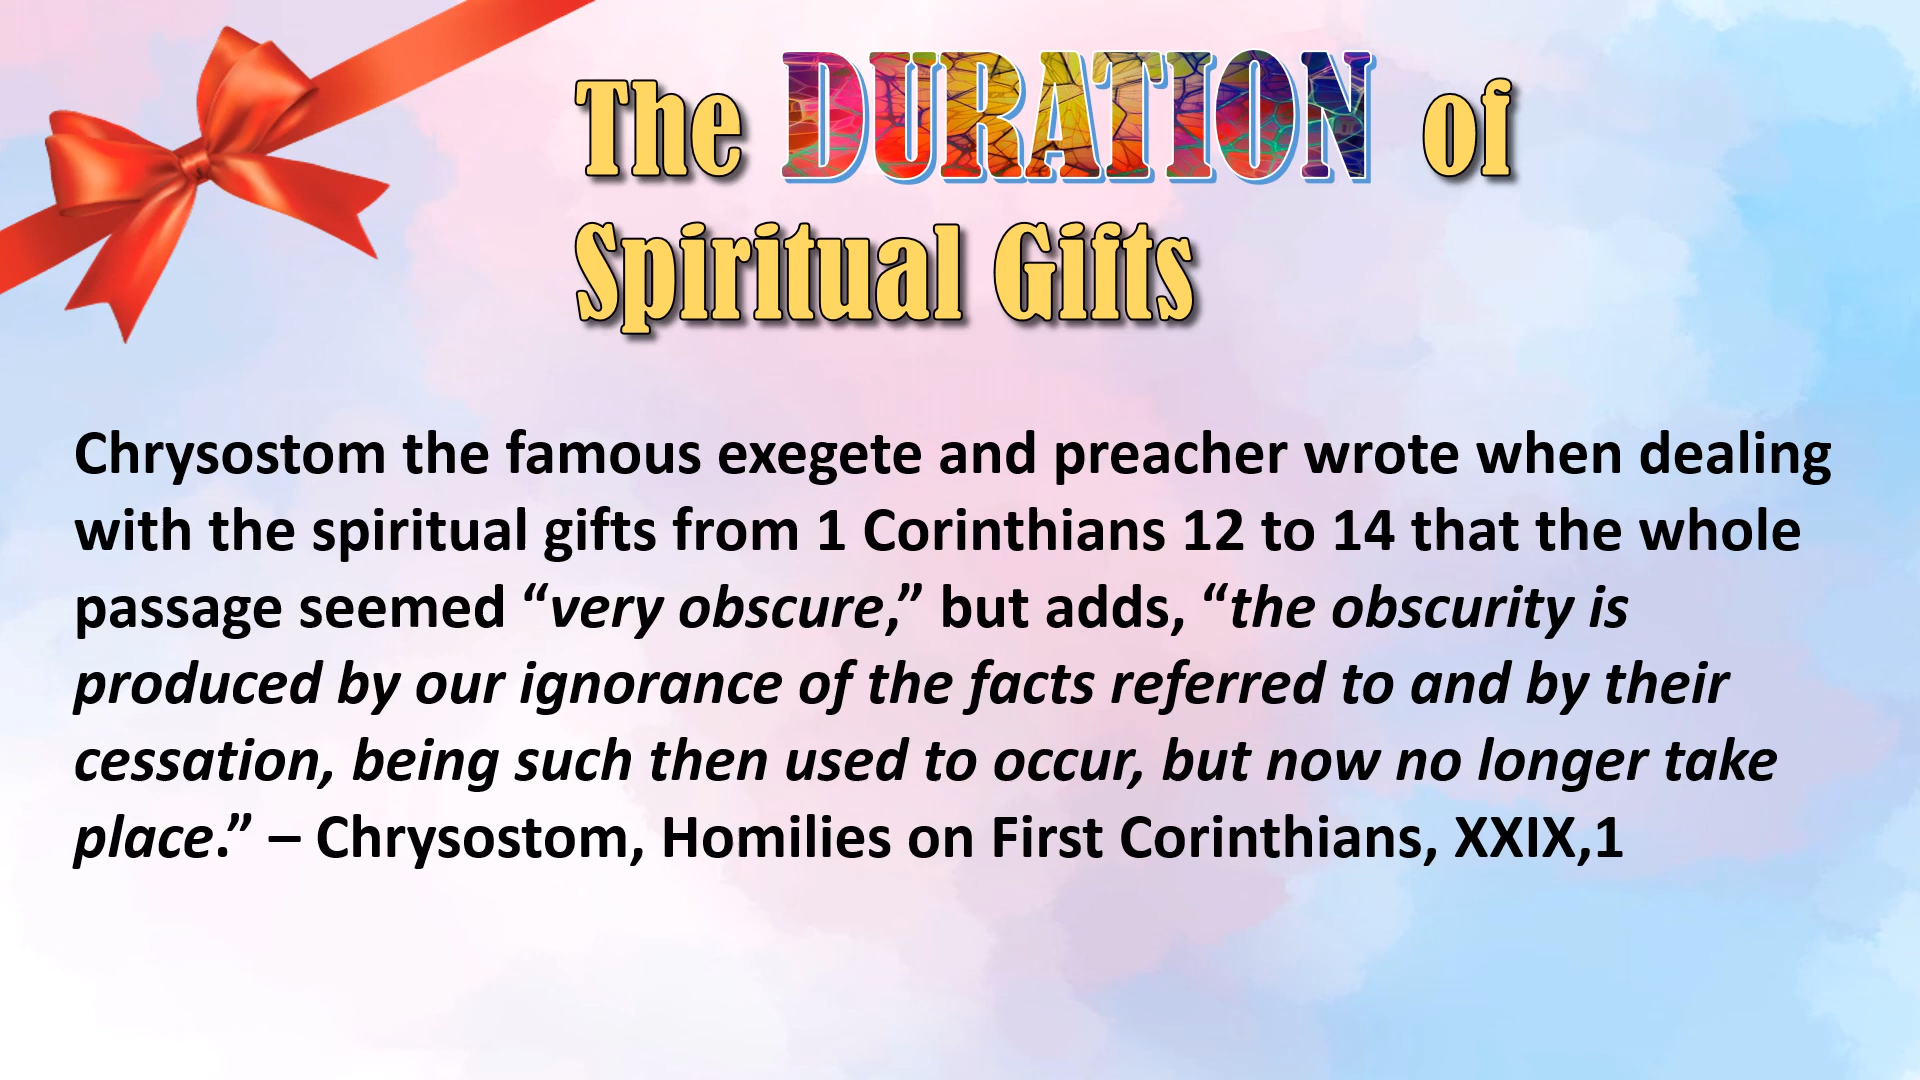 The DURATION of
Spiritual Gifts
Chrysostom the famous exegete and preacher wrote when dealing
with the spiritual gifts from 1 Corinthians 12 to 14 that the whole
passage seemed “very obscure,” but adds, “the obscurity is
produced by our ignorance of the facts referred to and by their
cessation, being such then used to occur, but now no longer take
place.” – Chrysostom, Homilies on First Corinthians, XXIX,1